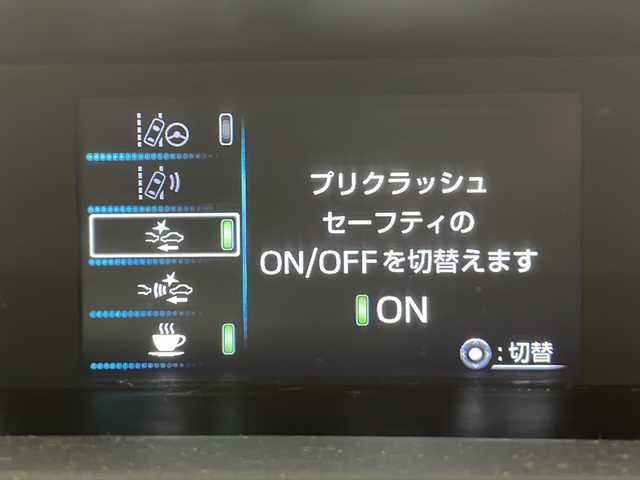 プリクラッシュ
セーフティの
ON/OFFを切替えます
ON
:切替